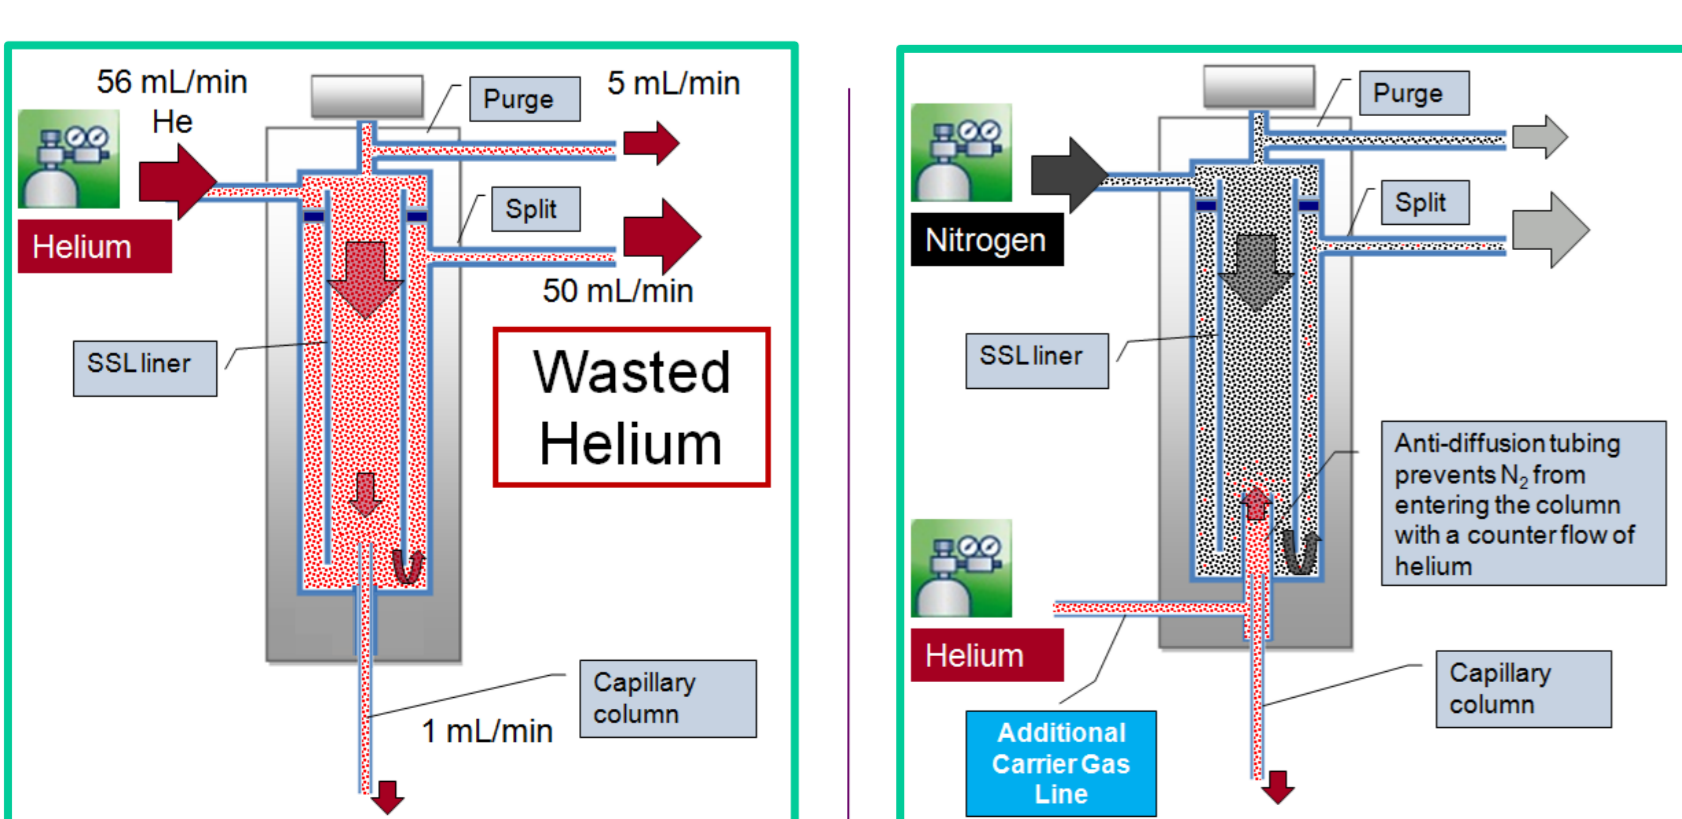 56 mL/min
He
Purge
5 mL/min
Helium
Split
50 mL/min
SSL liner
Wasted
Helium
Capillary
column
1 mL/min
Purge
Nitrogen
Split
SSL liner
Anti-diffusion tubing
prevents N₂ from
entering the column
with a counter flow of
helium
Helium
Capillary
column
Additional
Carrier Gas
Line